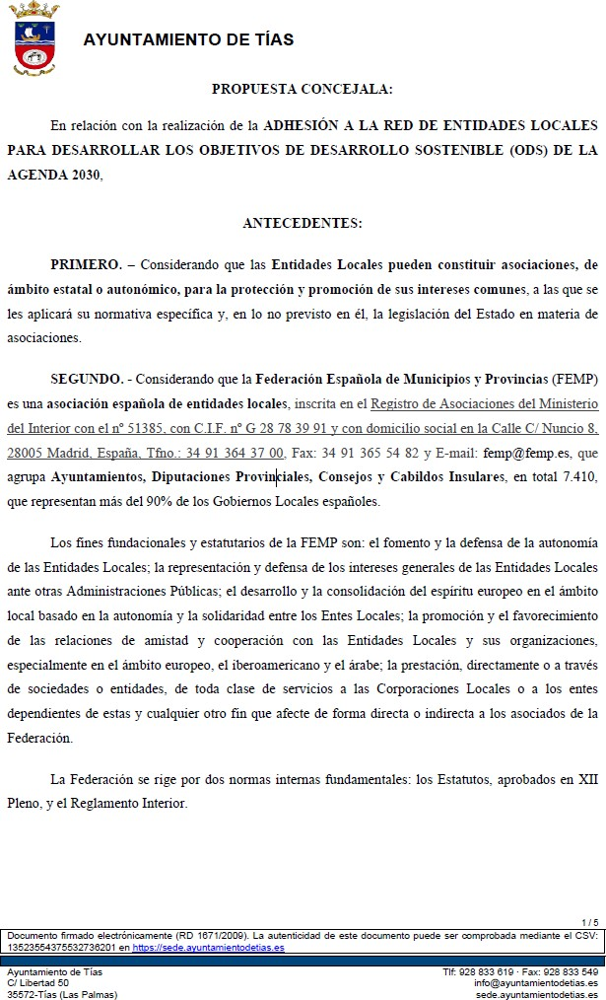 AYUNTAMIENTO DE TÍAS
PROPUESTA CONCEJALA:
En relación con la realización de la ADHESIÓN A LA RED DE ENTIDADES LOCALES
PARA DESARROLLAR LOS OBJETIVOS DE DESARROLLO SOSTENIBLE (ODS) DE LA
AGENDA 2030,
ANTECEDENTES:
PRIMERO. – Considerando que las Entidades Locales pueden constituir asociaciones, de
ámbito estatal o autonómico, para la protección y promoción de sus intereses comunes, a las que se
les aplicará su normativa específica y, en lo no previsto en él, la legislación del Estado en materia de
asociaciones.
SEGUNDO. - Considerando que la Federación Española de Municipios y Provincias (FEMP)
es una asociación española de entidades locales, inscrita en el Registro de Asociaciones del Ministerio
del Interior con el nº 51385, con C.I.F. nº G 28 78 39 91 y con domicilio social en la Calle C/ Nuncio 8,
28005 Madrid, España, Tfno.: 34 91 364 37 00, Fax: 34 91 365 54 82 y E-mail: femp@femp.es, que
agrupa Ayuntamientos, Diputaciones Provinciales, Consejos y Cabildos Insulares, en total 7.410,
que representan más del 90% de los Gobiernos Locales españoles.
Los fines fundacionales y estatutarios de la FEMP son: el fomento y la defensa de la autonomía
de las Entidades Locales; la representación y defensa de los intereses generales de las Entidades Locales
ante otras Administraciones Públicas; el desarrollo y la consolidación del espíritu europeo en el ámbito
local basado en la autonomía y la solidaridad entre los Entes Locales; la promoción y el favorecimiento
de las relaciones de amistad y cooperación con las Entidades Locales y sus organizaciones,
especialmente en el ámbito europeo, el iberoamericano y el árabe; la prestación, directamente o a través
de sociedades o entidades, de toda clase de servicios a las Corporaciones Locales o a los entes
dependientes de estas y cualquier otro fin que afecte de forma directa o indirecta a los asociados de la
Federación.
La Federación se rige por dos normas internas fundamentales: los Estatutos, aprobados en XII
Pleno, y el Reglamento Interior.
1 / 5
Documento firmado electrónicamente (RD 1671/2009). La autenticidad de este documento puede ser comprobada mediante el CSV:
13523554375532736201 en https://sede.ayuntamientodetias.es
Ayuntamiento de Tías
C/ Libertad 50
35572-Tías (Las Palmas)
Tlf: 928 833 619 · Fax: 928 833 549
info@ayuntamientodetias.es
sede.ayuntamientodetias.es